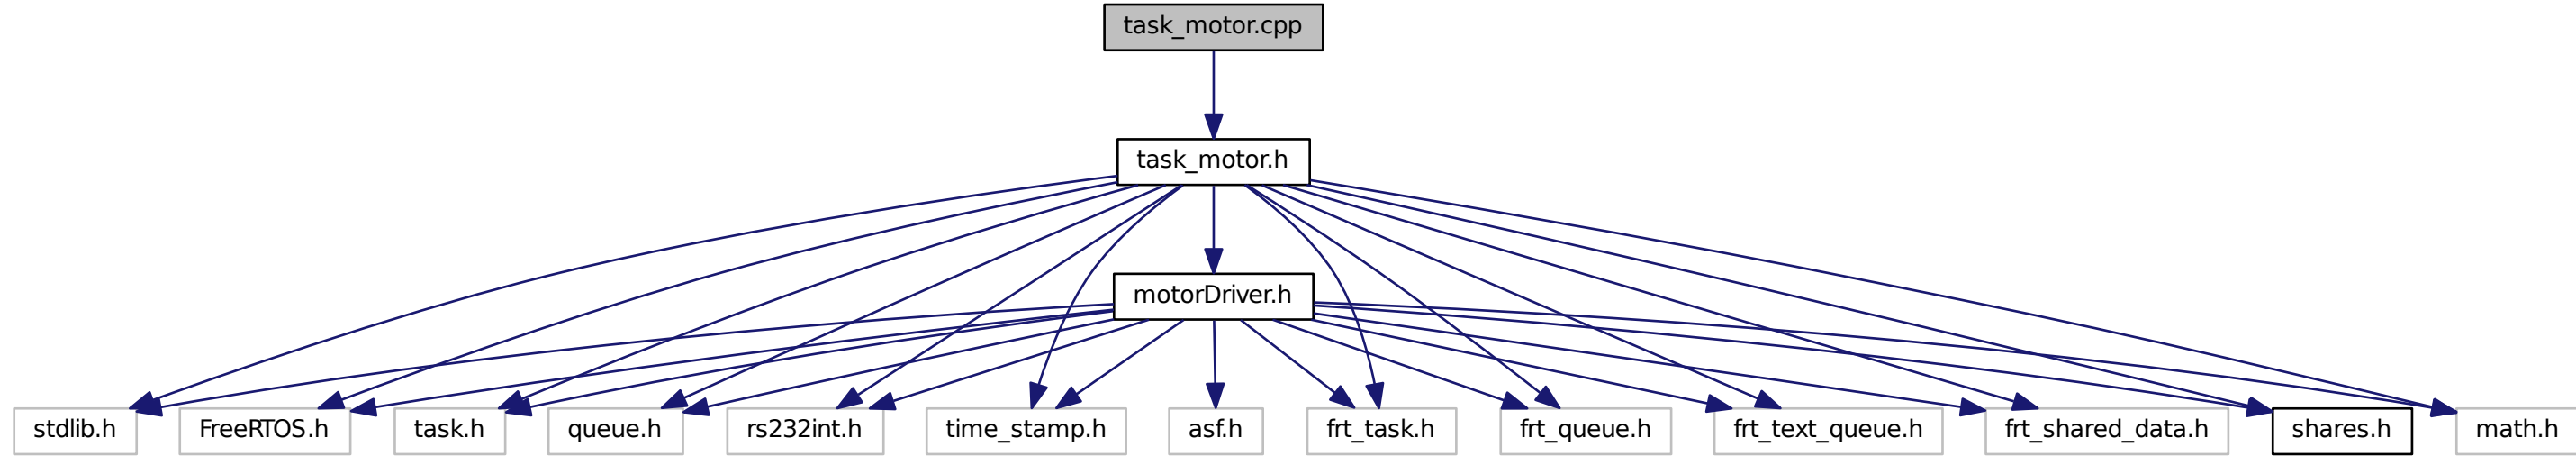 task_motor.cpp
task_motor.h
motorDriver.h
stdlib.h
FreeRTOS.h
task.h
queue.h
rs232int.h
time_stamp.h
asf.h
frt_task.h
frt_queue.h
frt_text_queue.h
frt_shared_data.h
shares.h
math.h